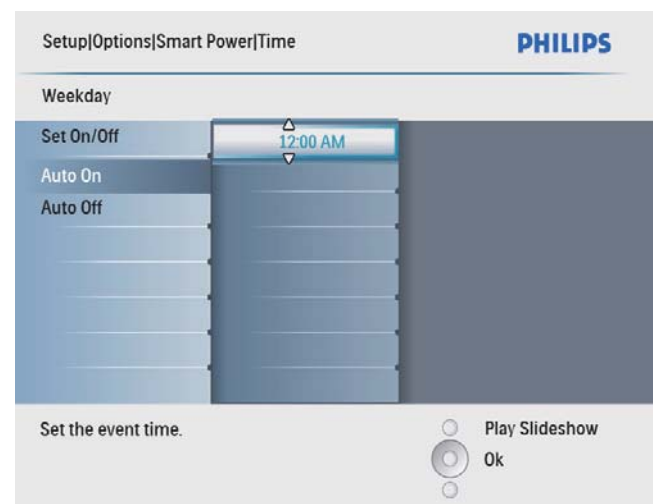 Setup|Options|Smart Power|Time
PHILIPS
Weekday
Set On/Off
12:00 AM
Auto On
Auto Off
Set the event time.
Play Slideshow
Ok